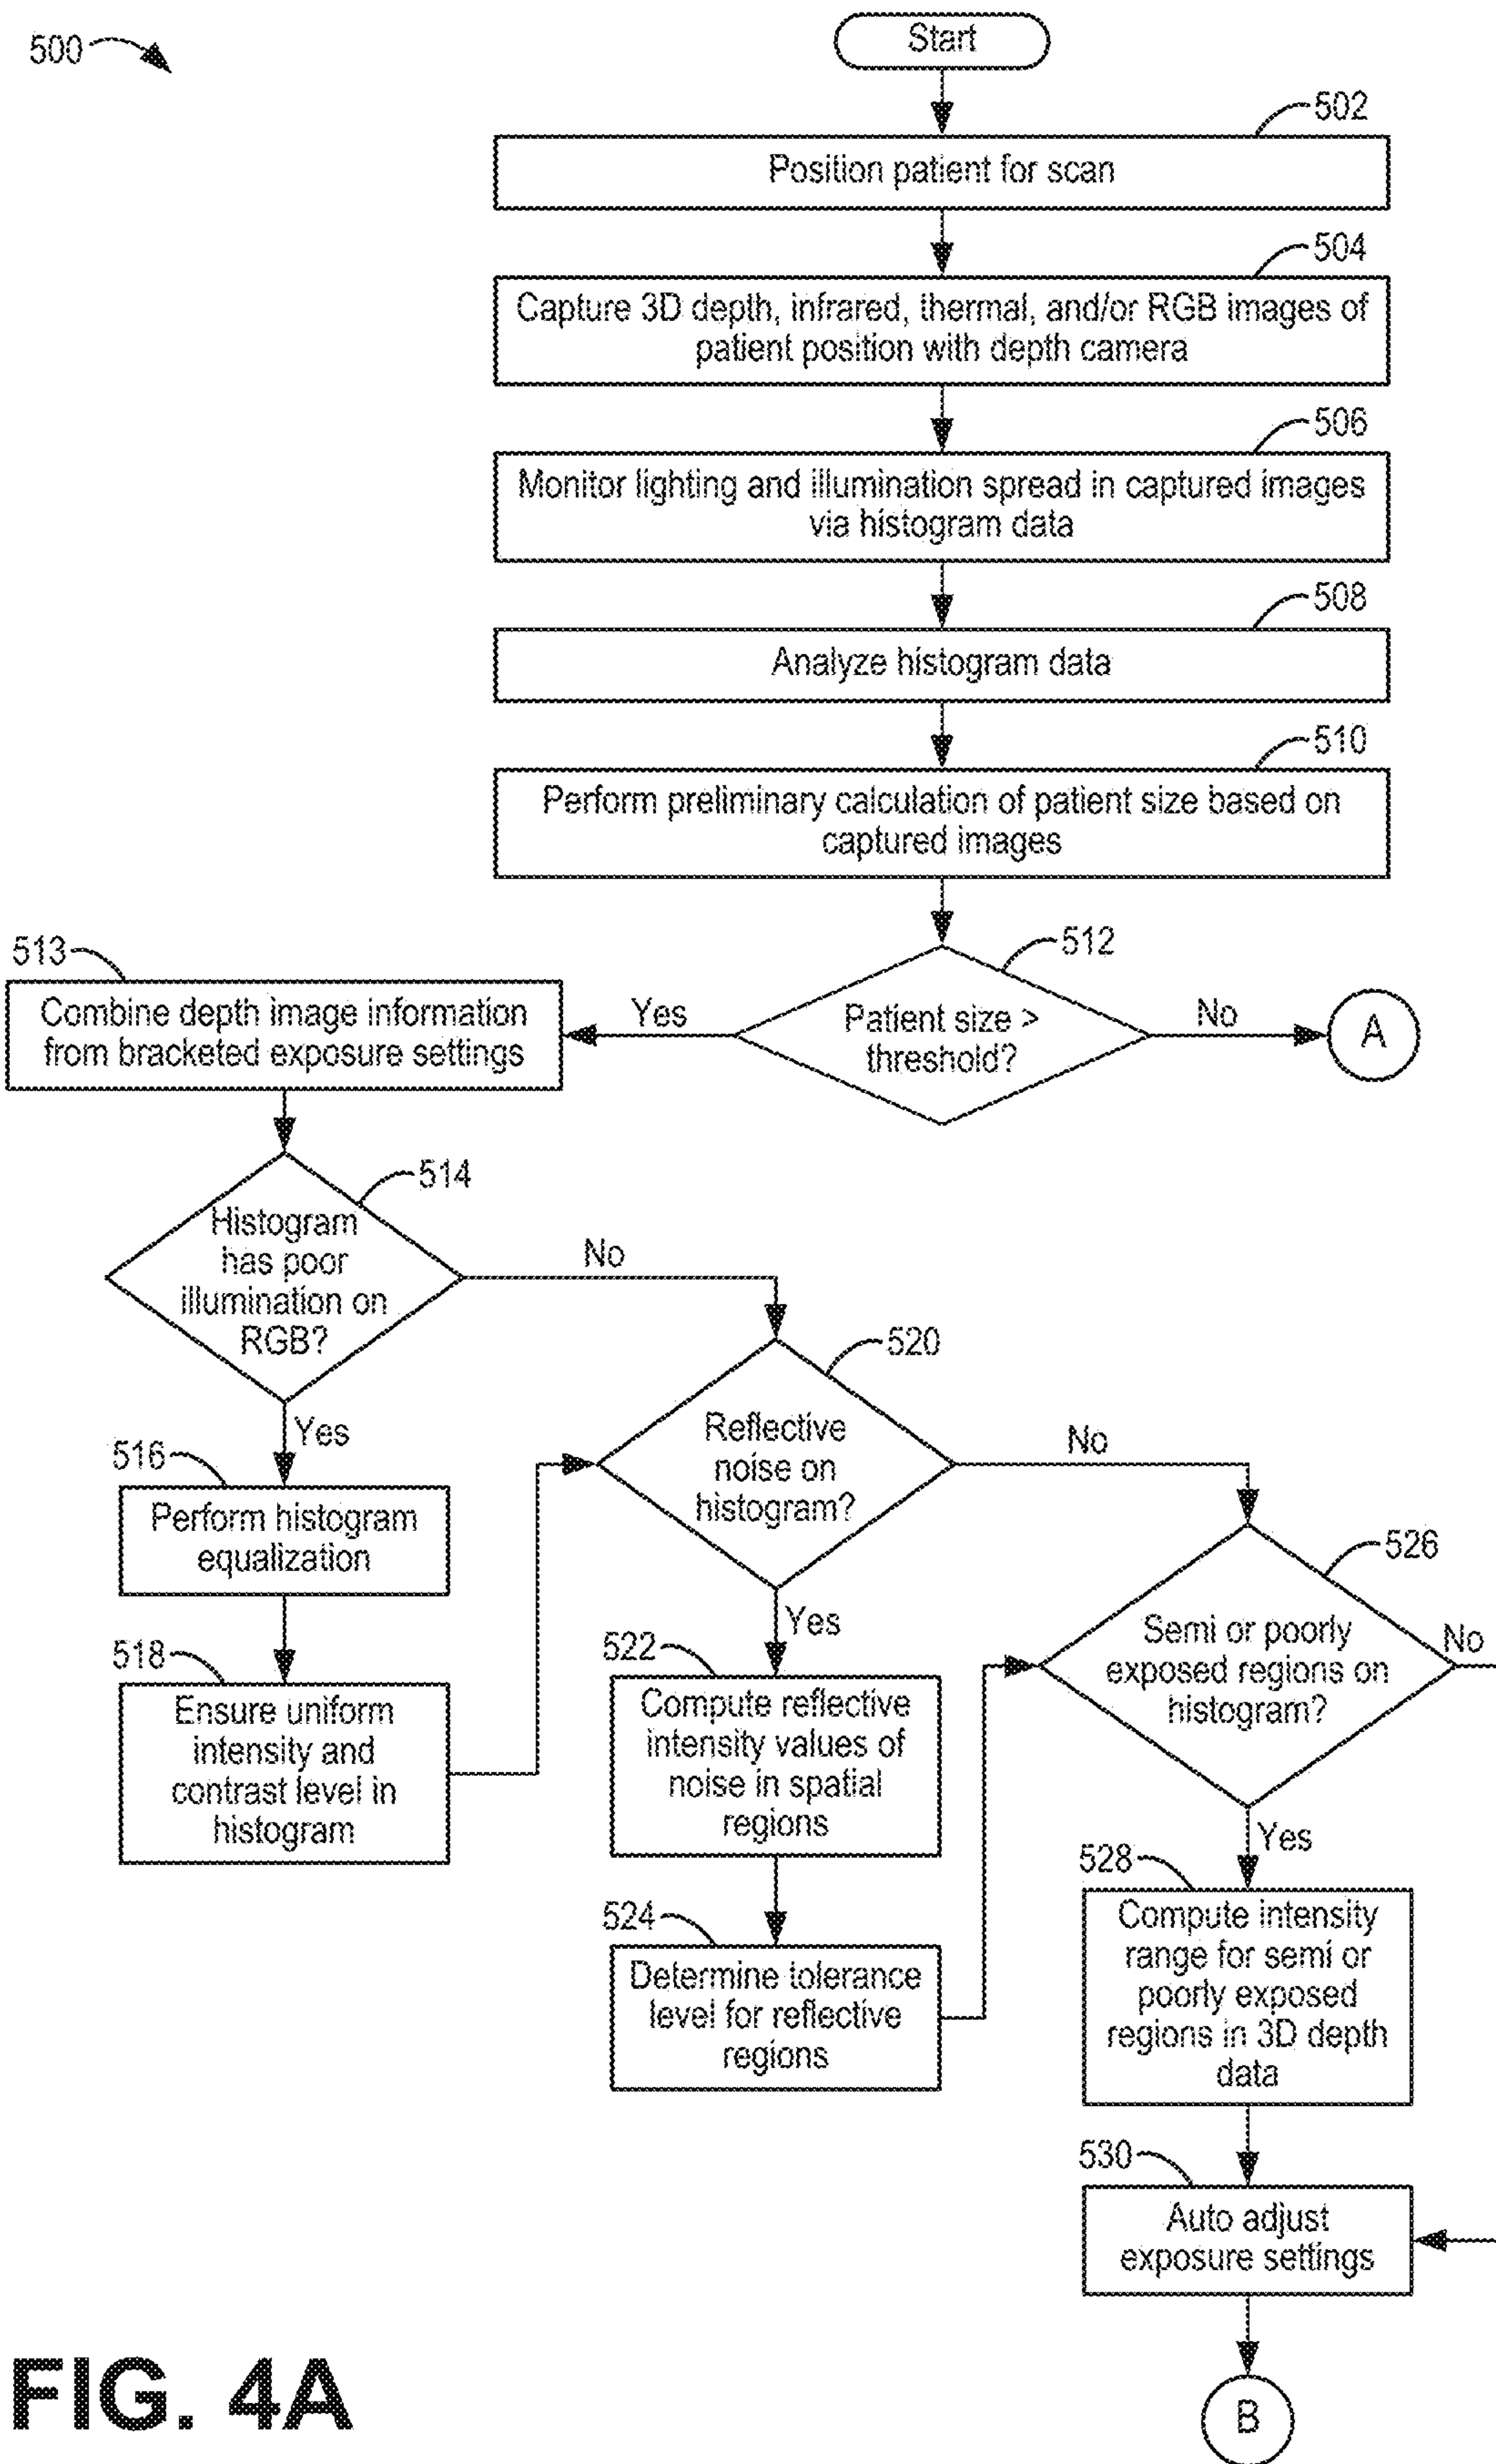 500
Start
502
Position patient for scan
504
Capture 3D depth, infrared, thermal, and/or RGB images of
patient position with depth camera
506
Monitor lighting and illumination spread in captured images
via histogram data
508
Analyze histogram data
510
Perform preliminary calculation of patient size based on
captured images
512
Patient size >
threshold?
Yes
No
A
513
Combine depth image information
from bracketed exposure settings
514
Histogram
has poor
illumination on
RGB?
No
Yes
516
Perform histogram
equalization
518
Ensure uniform
intensity and
contrast level in
histogram
520
Reflective
noise on
histogram?
No
Yes
522
Compute reflective
intensity values of
noise in spatial
regions
524
Determine tolerance
level for reflective
regions
526
Semi or poorly
exposed regions on
histogram?
No
Yes
528
Compute intensity
range for semi or
poorly exposed
regions in 3D depth
data
530
Auto adjust
exposure settings
B
FIG. 4A